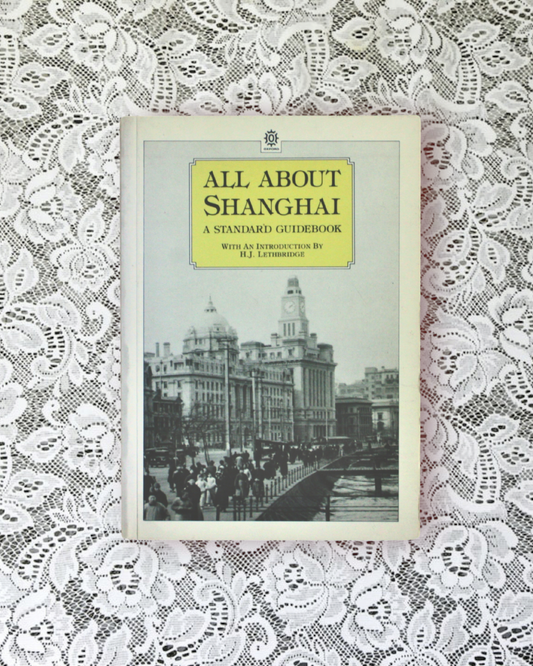 ALL ABOUT
SHANGHAI
A STANDARD GUIDEBOOK
WITH AN INTRODUCTION BY
H.J. LETHBRIDGE